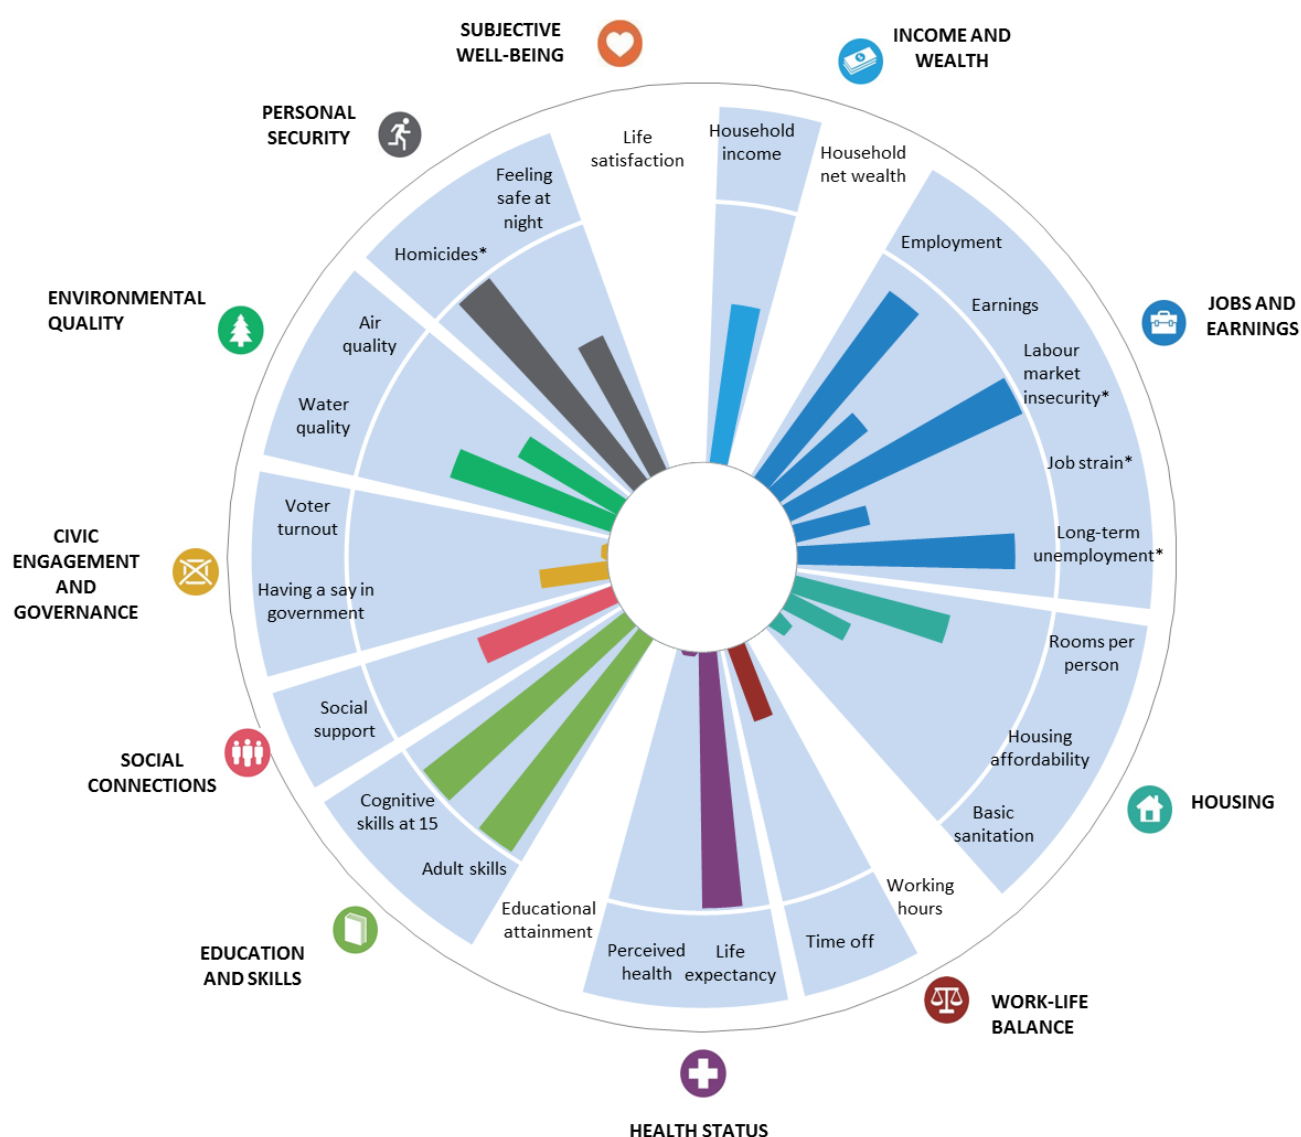 SUBJECTIVE
WELL-BEING
INCOME AND
WEALTH
PERSONAL
SECURITY
Life
satisfaction
Household
income
Household
net wealth
Feeling
safe at
night
Homicides*
Employment
ENVIRONMENTAL
QUALITY
Air
quality
Water
quality
Earnings
JOBS AND
EARNINGS
Labour
market
insecurity*
Job strain*
Long-term
unemployment*
CIVIC
ENGAGEMENT
AND
GOVERNANCE
Voter
turnout
Having a say in
government
Rooms per
person
Housing
affordability
Basic
sanitation
HOUSING
SOCIAL
CONNECTIONS
Social
support
Cognitive
skills at 15
Adult skills
EDUCATION
AND SKILLS
Educational
attainment
Perceived
health
Life
expectancy
Time off
Working
hours
WORK-LIFE
BALANCE
HEALTH STATUS